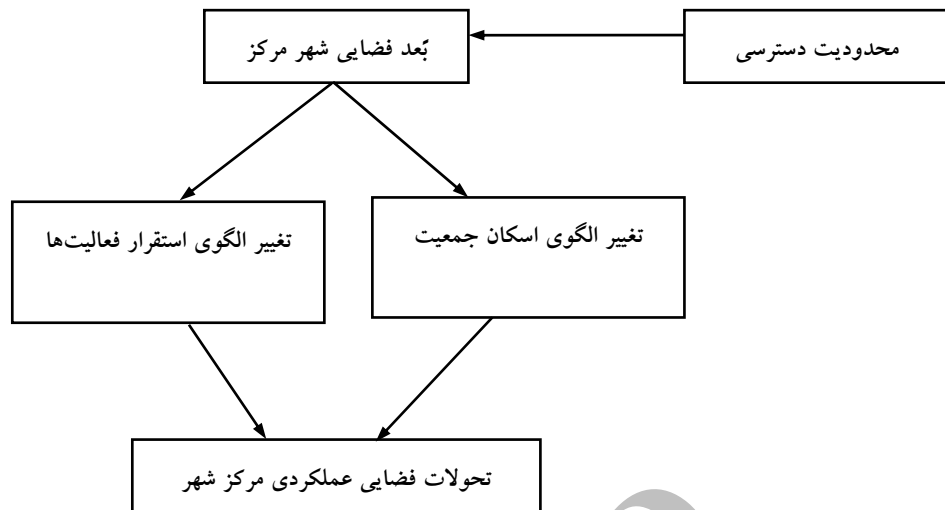 محدودیت دسترسی
بًعد فضایی شهر مرکز
تغییر الگوی اسکان جمعیت
تغییر الگوی استقرار فعالیت‌ها
تحولات فضایی عملکردی مرکز شهر